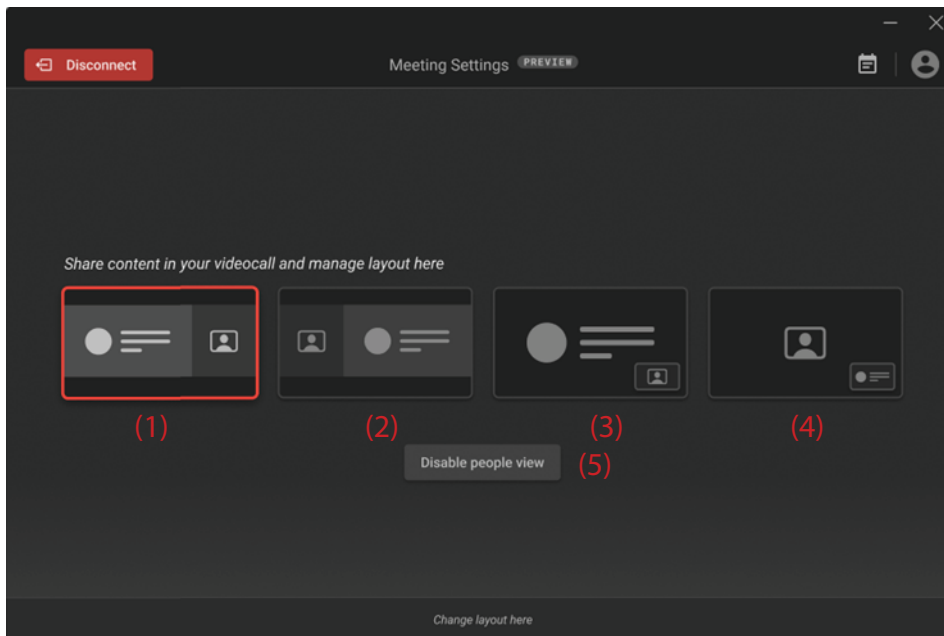 Disconnect
Meeting Settings PREVIEW
Share content in your videocall and manage layout here
(1) (2) (3) (4)
Disable people view (5)
Change layout here